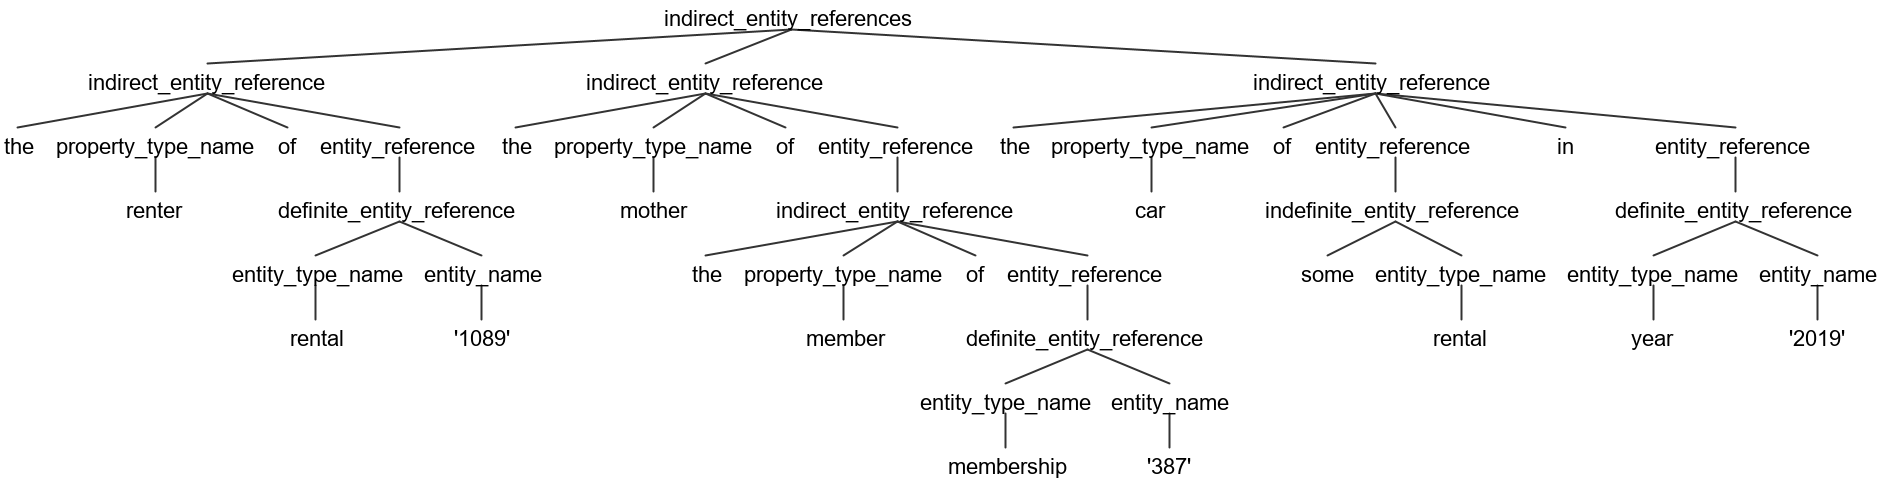 indirect_entity_references
indirect_entity_reference indirect_entity_reference indirect_entity_reference
the property_type_name of entity_reference the property_type_name of entity_reference the property_type_name of entity_reference in entity_reference
renter definite_entity_reference mother indirect_entity_reference car indefinite_entity_reference definite_entity_reference
entity_type_name entity_name the property_type_name of entity_reference some entity_type_name entity_type_name entity_name
rental '1089' member definite_entity_reference rental year '2019'
entity_type_name entity_name
membership '387'